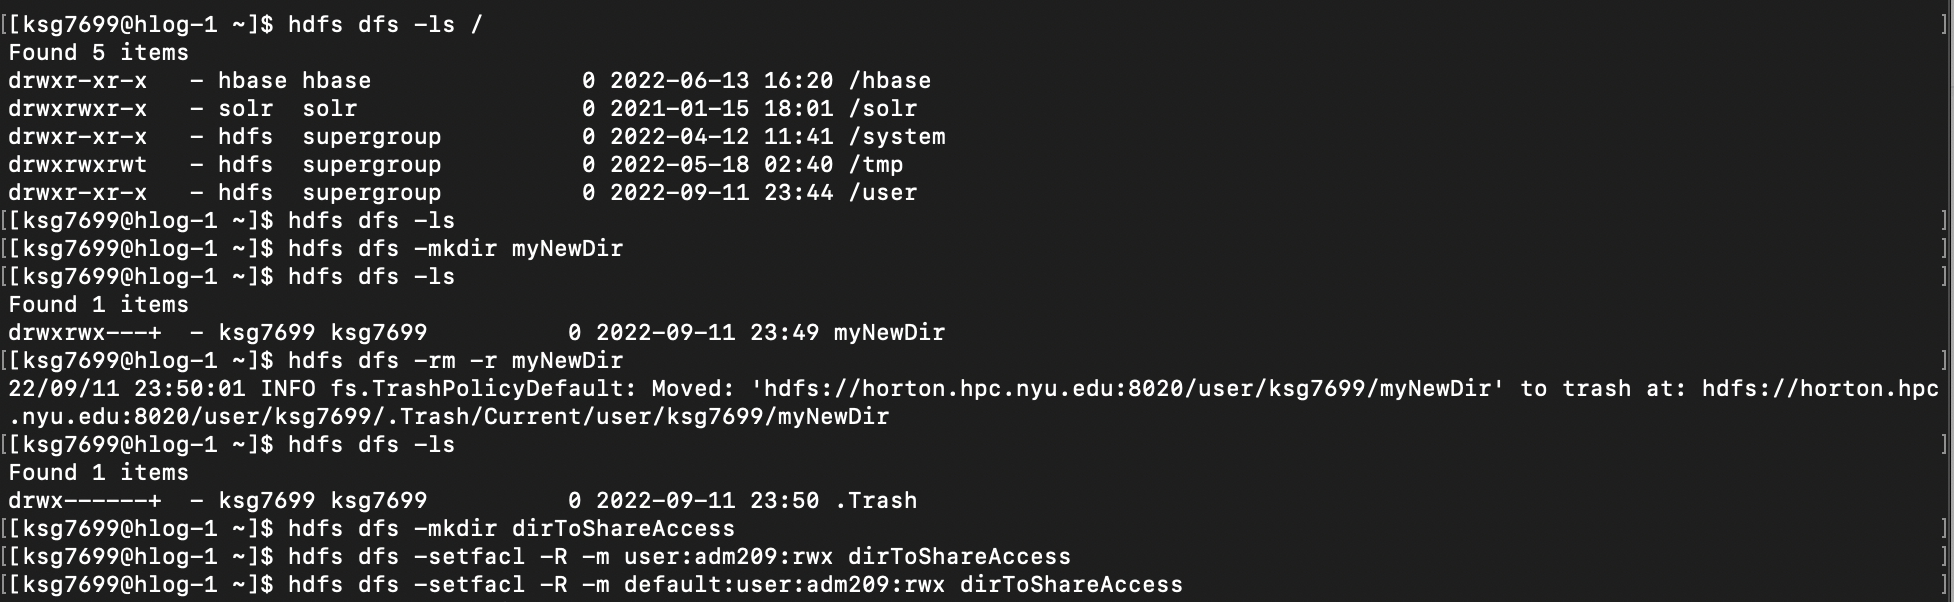 [[ksg7699@hlog-1 ~]$ hdfs dfs -ls / ]
Found 5 items
drwxr-xr-x   - hbase hbase               0 2022-06-13 16:20 /hbase
drwxrwxr-x   - solr  solr                0 2021-01-15 18:01 /solr
drwxr-xr-x   - hdfs  supergroup          0 2022-04-12 11:41 /system
drwxrwxrwt   - hdfs  supergroup          0 2022-05-18 02:40 /tmp
drwxr-xr-x   - hdfs  supergroup          0 2022-09-11 23:44 /user
[[ksg7699@hlog-1 ~]$ hdfs dfs -ls ]
[[ksg7699@hlog-1 ~]$ hdfs dfs -mkdir myNewDir ]
[[ksg7699@hlog-1 ~]$ hdfs dfs -ls ]
Found 1 items
drwxrwx---+  - ksg7699 ksg7699          0 2022-09-11 23:49 myNewDir
[[ksg7699@hlog-1 ~]$ hdfs dfs -rm -r myNewDir ]
22/09/11 23:50:01 INFO fs.TrashPolicyDefault: Moved: 'hdfs://horton.hpc.nyu.edu:8020/user/ksg7699/myNewDir' to trash at: hdfs://horton.hpc
.nyu.edu:8020/user/ksg7699/.Trash/Current/user/ksg7699/myNewDir
[[ksg7699@hlog-1 ~]$ hdfs dfs -ls ]
Found 1 items
drwx------+  - ksg7699 ksg7699          0 2022-09-11 23:50 .Trash
[[ksg7699@hlog-1 ~]$ hdfs dfs -mkdir dirToShareAccess ]
[[ksg7699@hlog-1 ~]$ hdfs dfs -setfacl -R -m user:adm209:rwx dirToShareAccess ]
[[ksg7699@hlog-1 ~]$ hdfs dfs -setfacl -R -m default:user:adm209:rwx dirToShareAccess ]